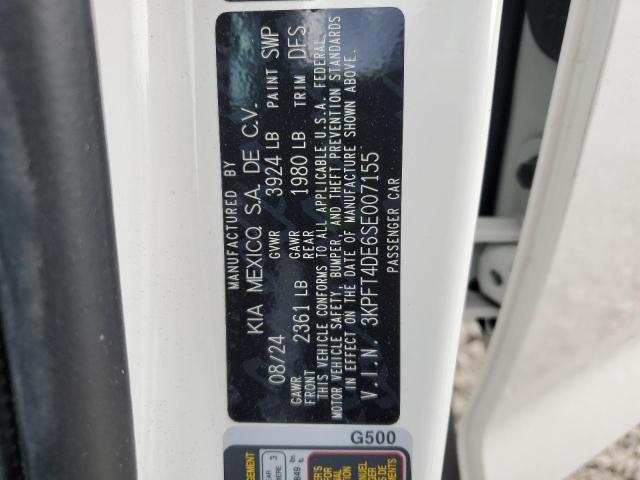 MANUFACTURED BY
KIA MEXICO, S.A. DE C.V.
08/24 GVWR 3924 LB PAINT SWP
GAWR FRONT 2361 LB GAWR REAR 1980 LB TRIM DFS
THIS VEHICLE CONFORMS TO ALL APPLICABLE U.S.A. FEDERAL
MOTOR VEHICLE SAFETY, BUMPER, AND THEFT PREVENTION STANDARDS
IN EFFECT ON THE DATE OF MANUFACTURE SHOWN ABOVE.
V.I.N. 3KPFT4DE6SE007155
PASSENGER CAR
G500